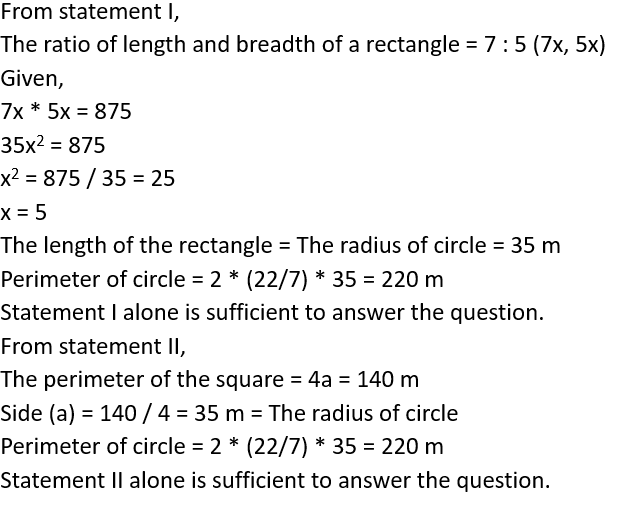 From statement I,
The ratio of length and breadth of a rectangle = 7 : 5 (7x, 5x)
Given,
7x * 5x = 875
35x² = 875
x² = 875 / 35 = 25
x = 5
The length of the rectangle = The radius of circle = 35 m
Perimeter of circle = 2 * (22/7) * 35 = 220 m
Statement I alone is sufficient to answer the question.
From statement II,
The perimeter of the square = 4a = 140 m
Side (a) = 140 / 4 = 35 m = The radius of circle
Perimeter of circle = 2 * (22/7) * 35 = 220 m
Statement II alone is sufficient to answer the question.